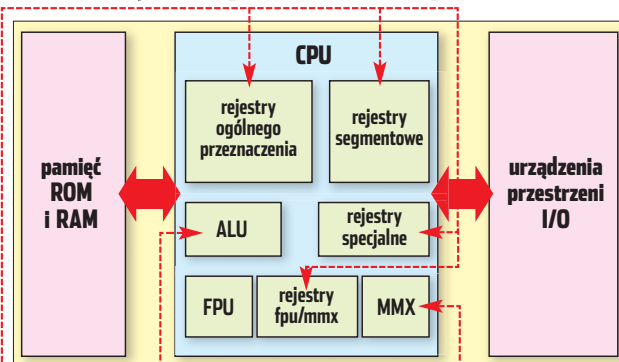 CPU
rejestry
ogólnego
przeznaczenia
rejestry
segmentowe
pamięć
ROM
i RAM
urządzenia
przestrzeni
I/O
ALU
rejestry
specjalne
FPU
rejestry
fpu/mmx
MMX